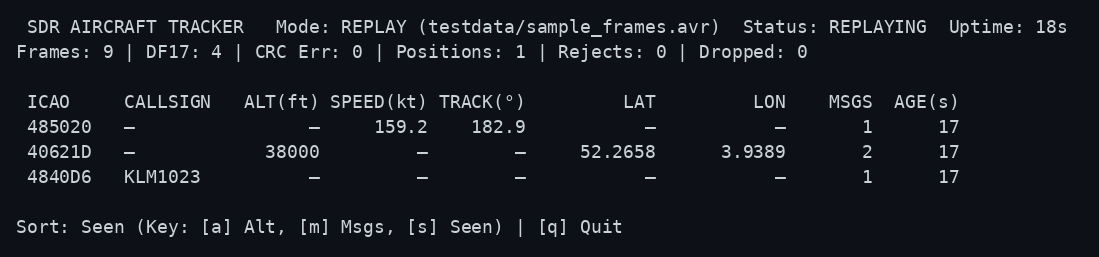 SDR AIRCRAFT TRACKER   Mode: REPLAY (testdata/sample_frames.avr)  Status: REPLAYING  Uptime: 18s
Frames: 9 | DF17: 4 | CRC Err: 0 | Positions: 1 | Rejects: 0 | Dropped: 0
ICAO     CALLSIGN   ALT(ft) SPEED(kt) TRACK(°)         LAT         LON    MSGS  AGE(s)
485020   —                —     159.2    182.9           —           —       1      17
40621D   —            38000         —        —     52.2658      3.9389       2      17
4840D6   KLM1023          —         —        —           —           —       1      17
Sort: Seen (Key: [a] Alt, [m] Msgs, [s] Seen) | [q] Quit